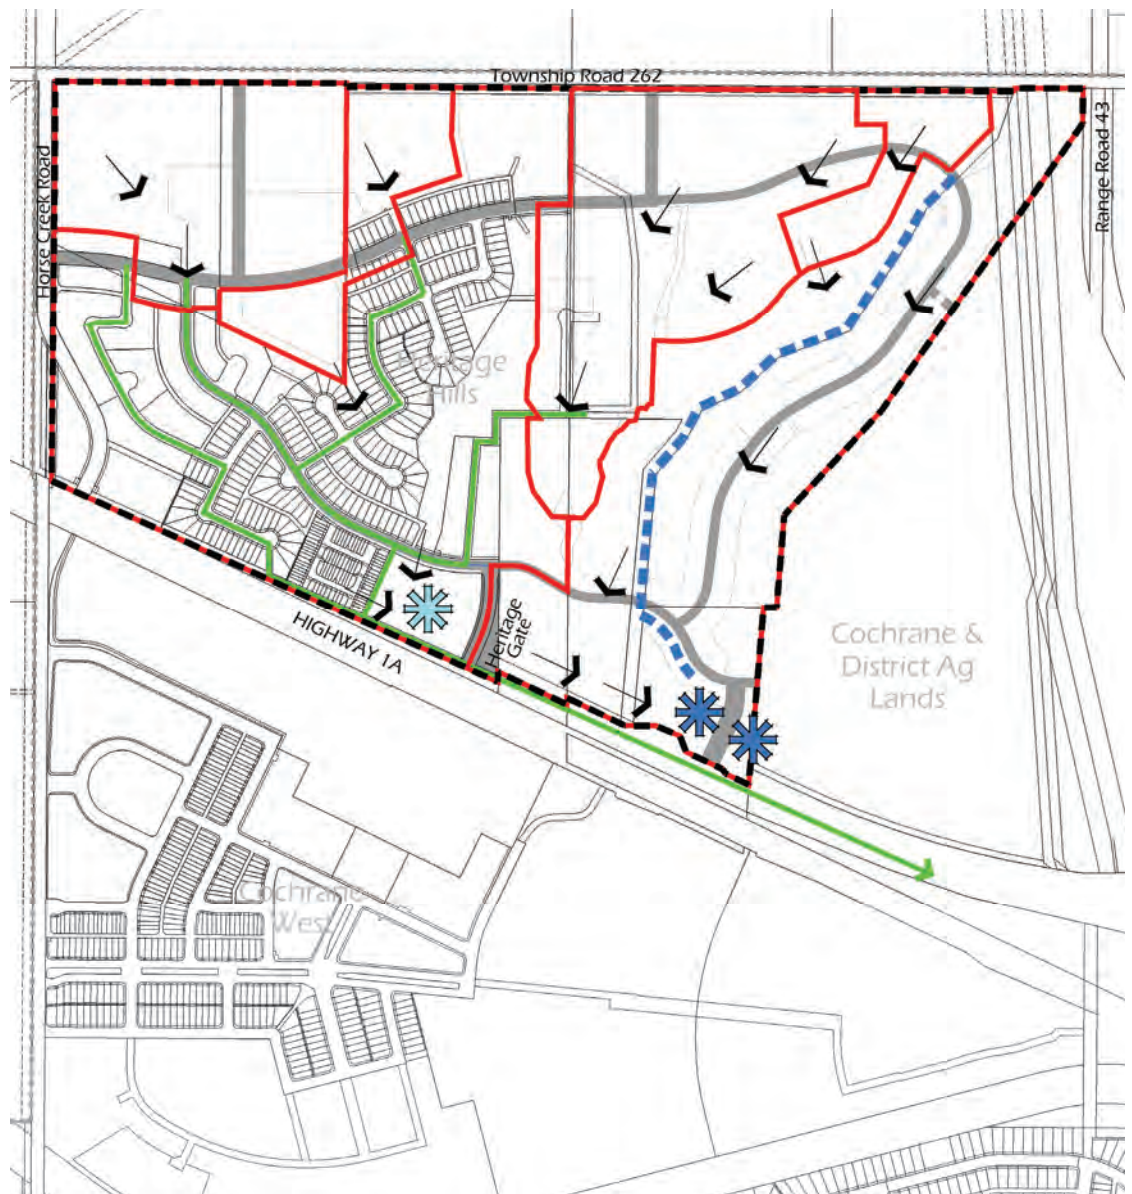 Township Road 262
Horse Creek Road
Range Road 43
Heritage
Hills
Heritage
Gate
HIGHWAY 1A
Cochrane &
District Ag
Lands
Cochrane
West